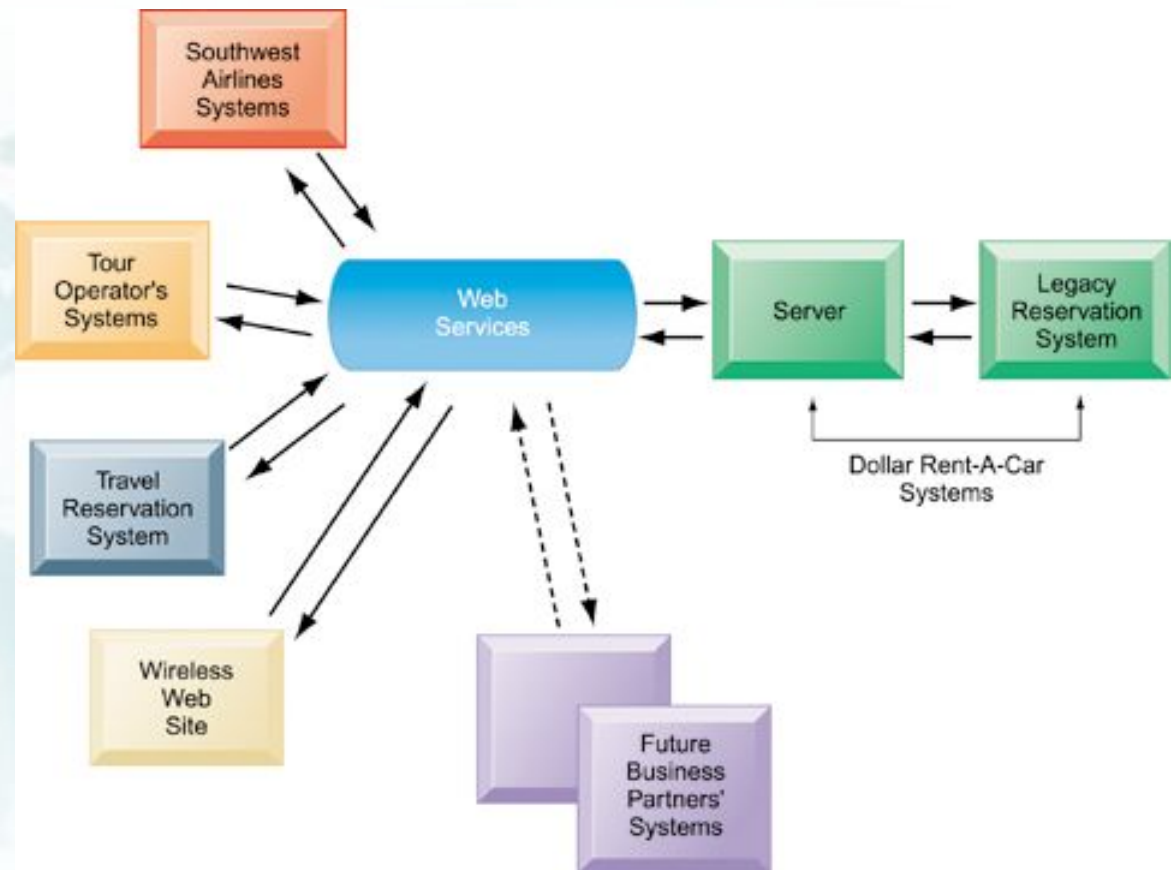 Southwest
Airlines
Systems
Tour
Operator's
Systems
Web
Services
Server
Legacy
Reservation
System
Dollar Rent-A-Car
Systems
Travel
Reservation
System
Wireless
Web
Site
Future
Business
Partners'
Systems